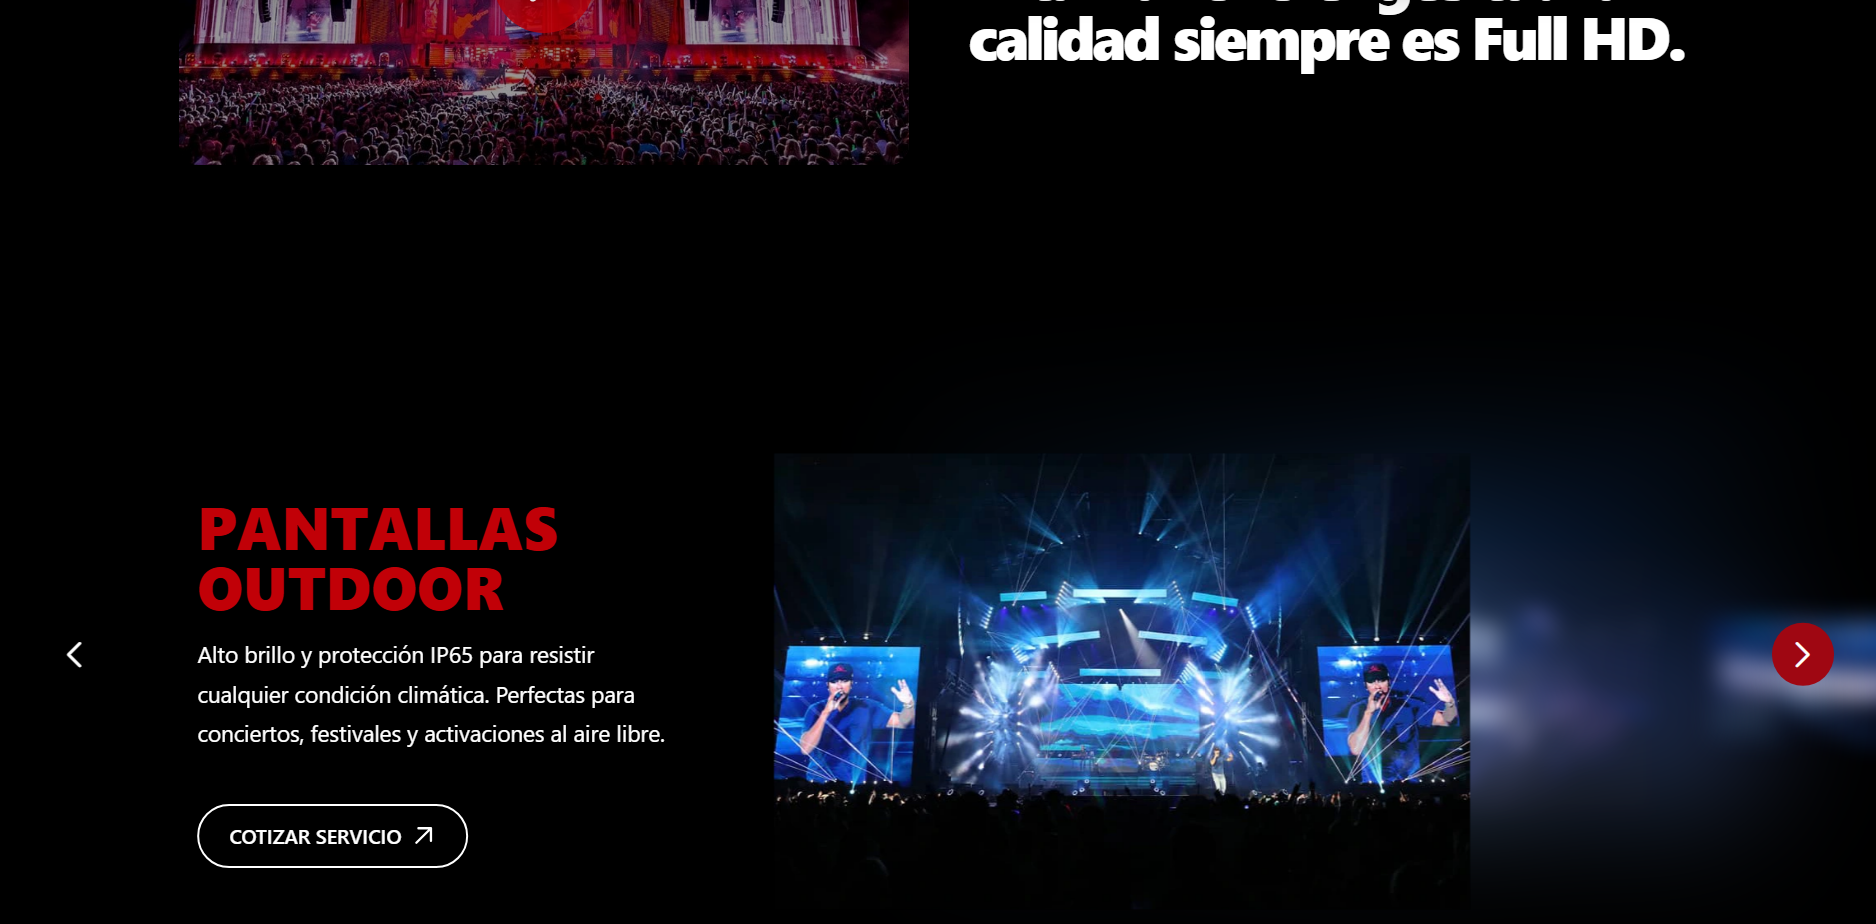 calidad siempre es Full HD.
PANTALLAS
OUTDOOR
Alto brillo y protección IP65 para resistir
cualquier condición climática. Perfectas para
conciertos, festivales y activaciones al aire libre.
COTIZAR SERVICIO